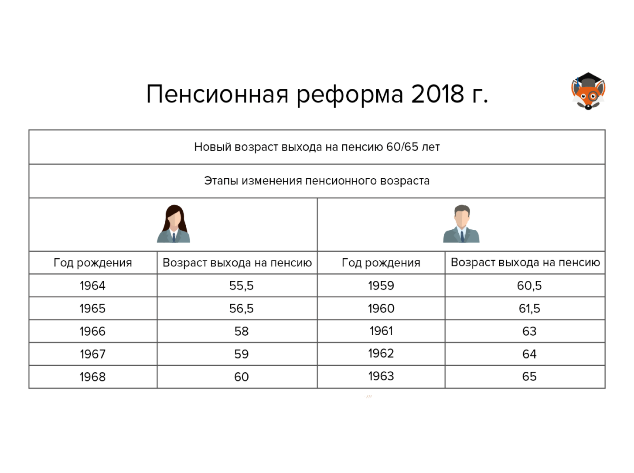 Пенсионная реформа 2018 г.
Новый возраст выхода на пенсию 60/65 лет
Этапы изменения пенсионного возраста
Год рождения Возраст выхода на пенсию Год рождения Возраст выхода на пенсию
1964 55,5 1959 60,5
1965 56,5 1960 61,5
1966 58 1961 63
1967 59 1962 64
1968 60 1963 65